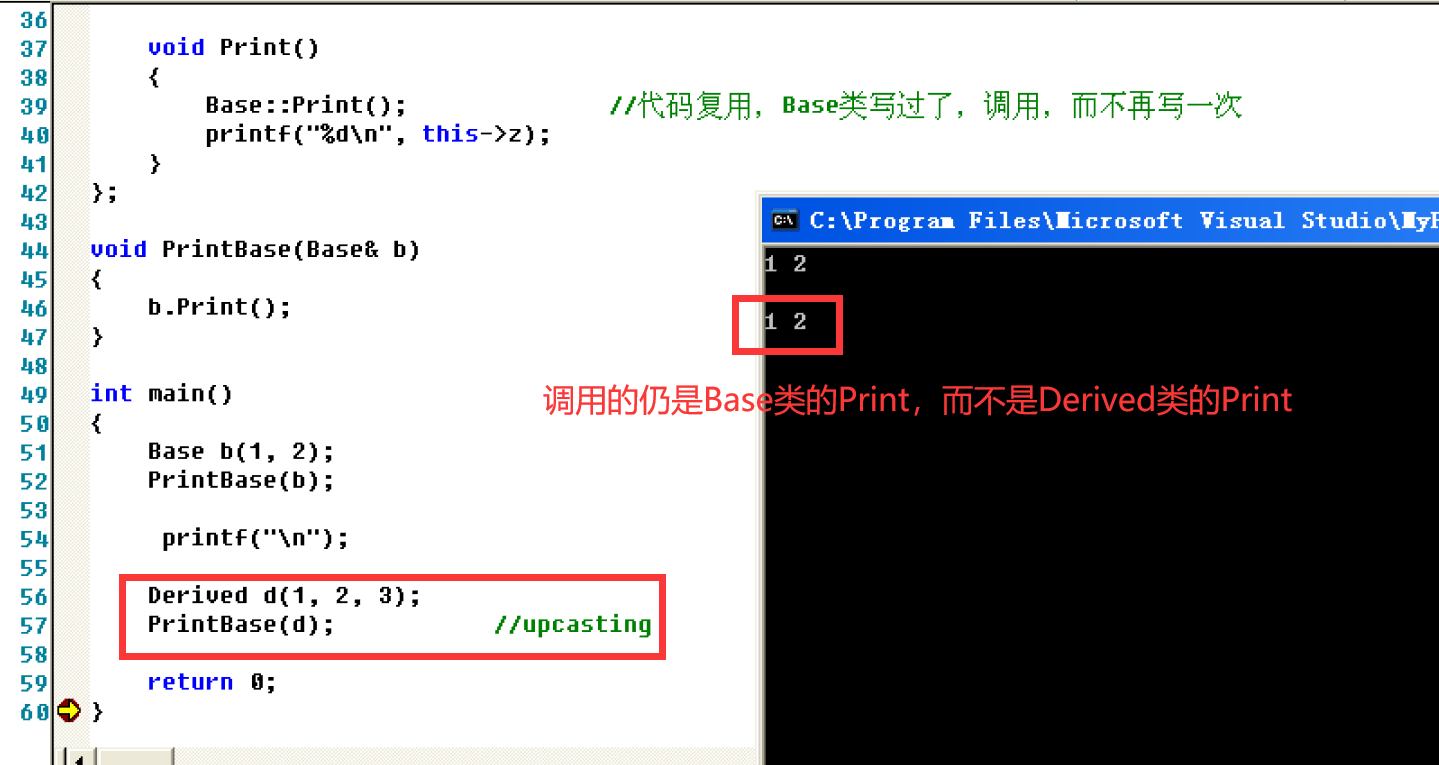 36
37 void Print()
38 {
39 Base::Print(); //代码复用，Base类写过了，调用，而不再写一次
40 printf("%d\n", this->z);
41 }
42 };
43
44 void PrintBase(Base& b)
45 {
46 b.Print();
47 }
48
49 int main()
50 {
51 Base b(1, 2);
52 PrintBase(b);
53
54 printf("\n");
55
56 Derived d(1, 2, 3);
57 PrintBase(d); //upcasting
58
59 return 0;
60 }
C:\Program Files\Microsoft Visual Studio\MyP
1 2
1 2
调用的仍是Base类的Print，而不是Derived类的Print